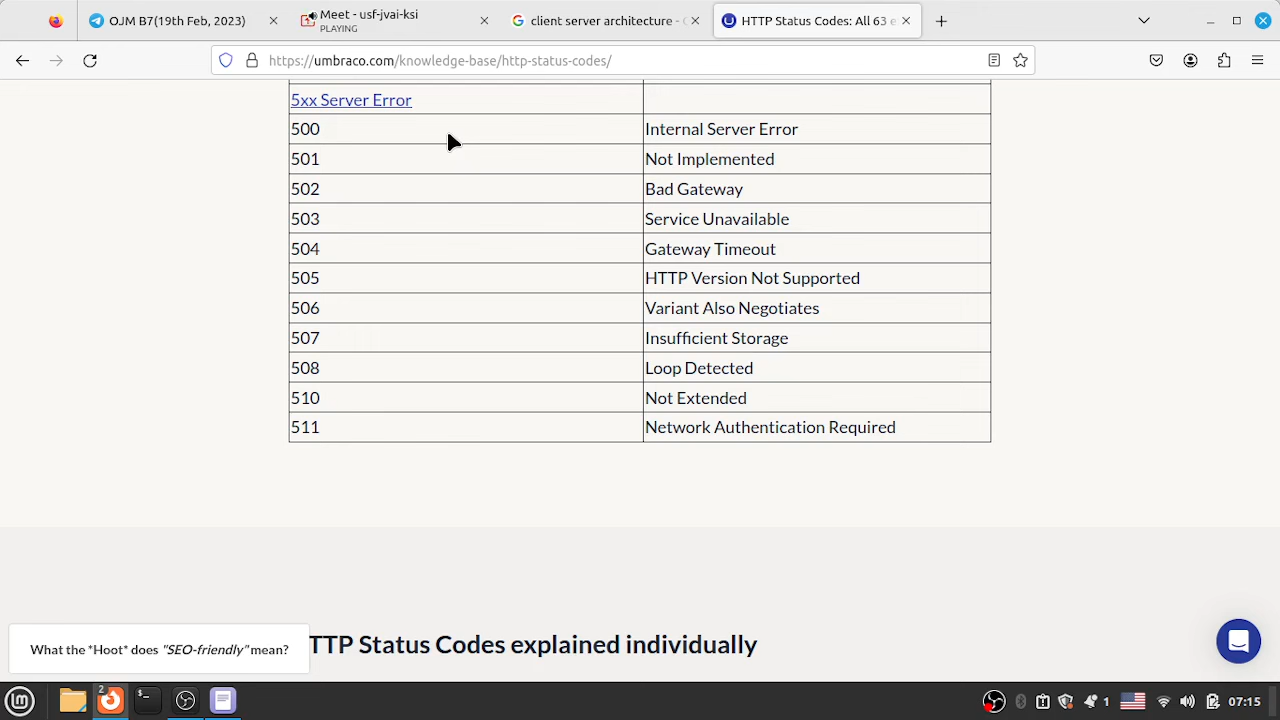 OJM B7(19th Feb, 2023)
Meet - usf-jvai-ksi
PLAYING
client server architecture -
HTTP Status Codes: All 63 e
https://umbraco.com/knowledge-base/http-status-codes/
5xx Server Error
500 Internal Server Error
501 Not Implemented
502 Bad Gateway
503 Service Unavailable
504 Gateway Timeout
505 HTTP Version Not Supported
506 Variant Also Negotiates
507 Insufficient Storage
508 Loop Detected
510 Not Extended
511 Network Authentication Required
TTP Status Codes explained individually
What the *Hoot* does "SEO-friendly" mean?
2
1
07:15